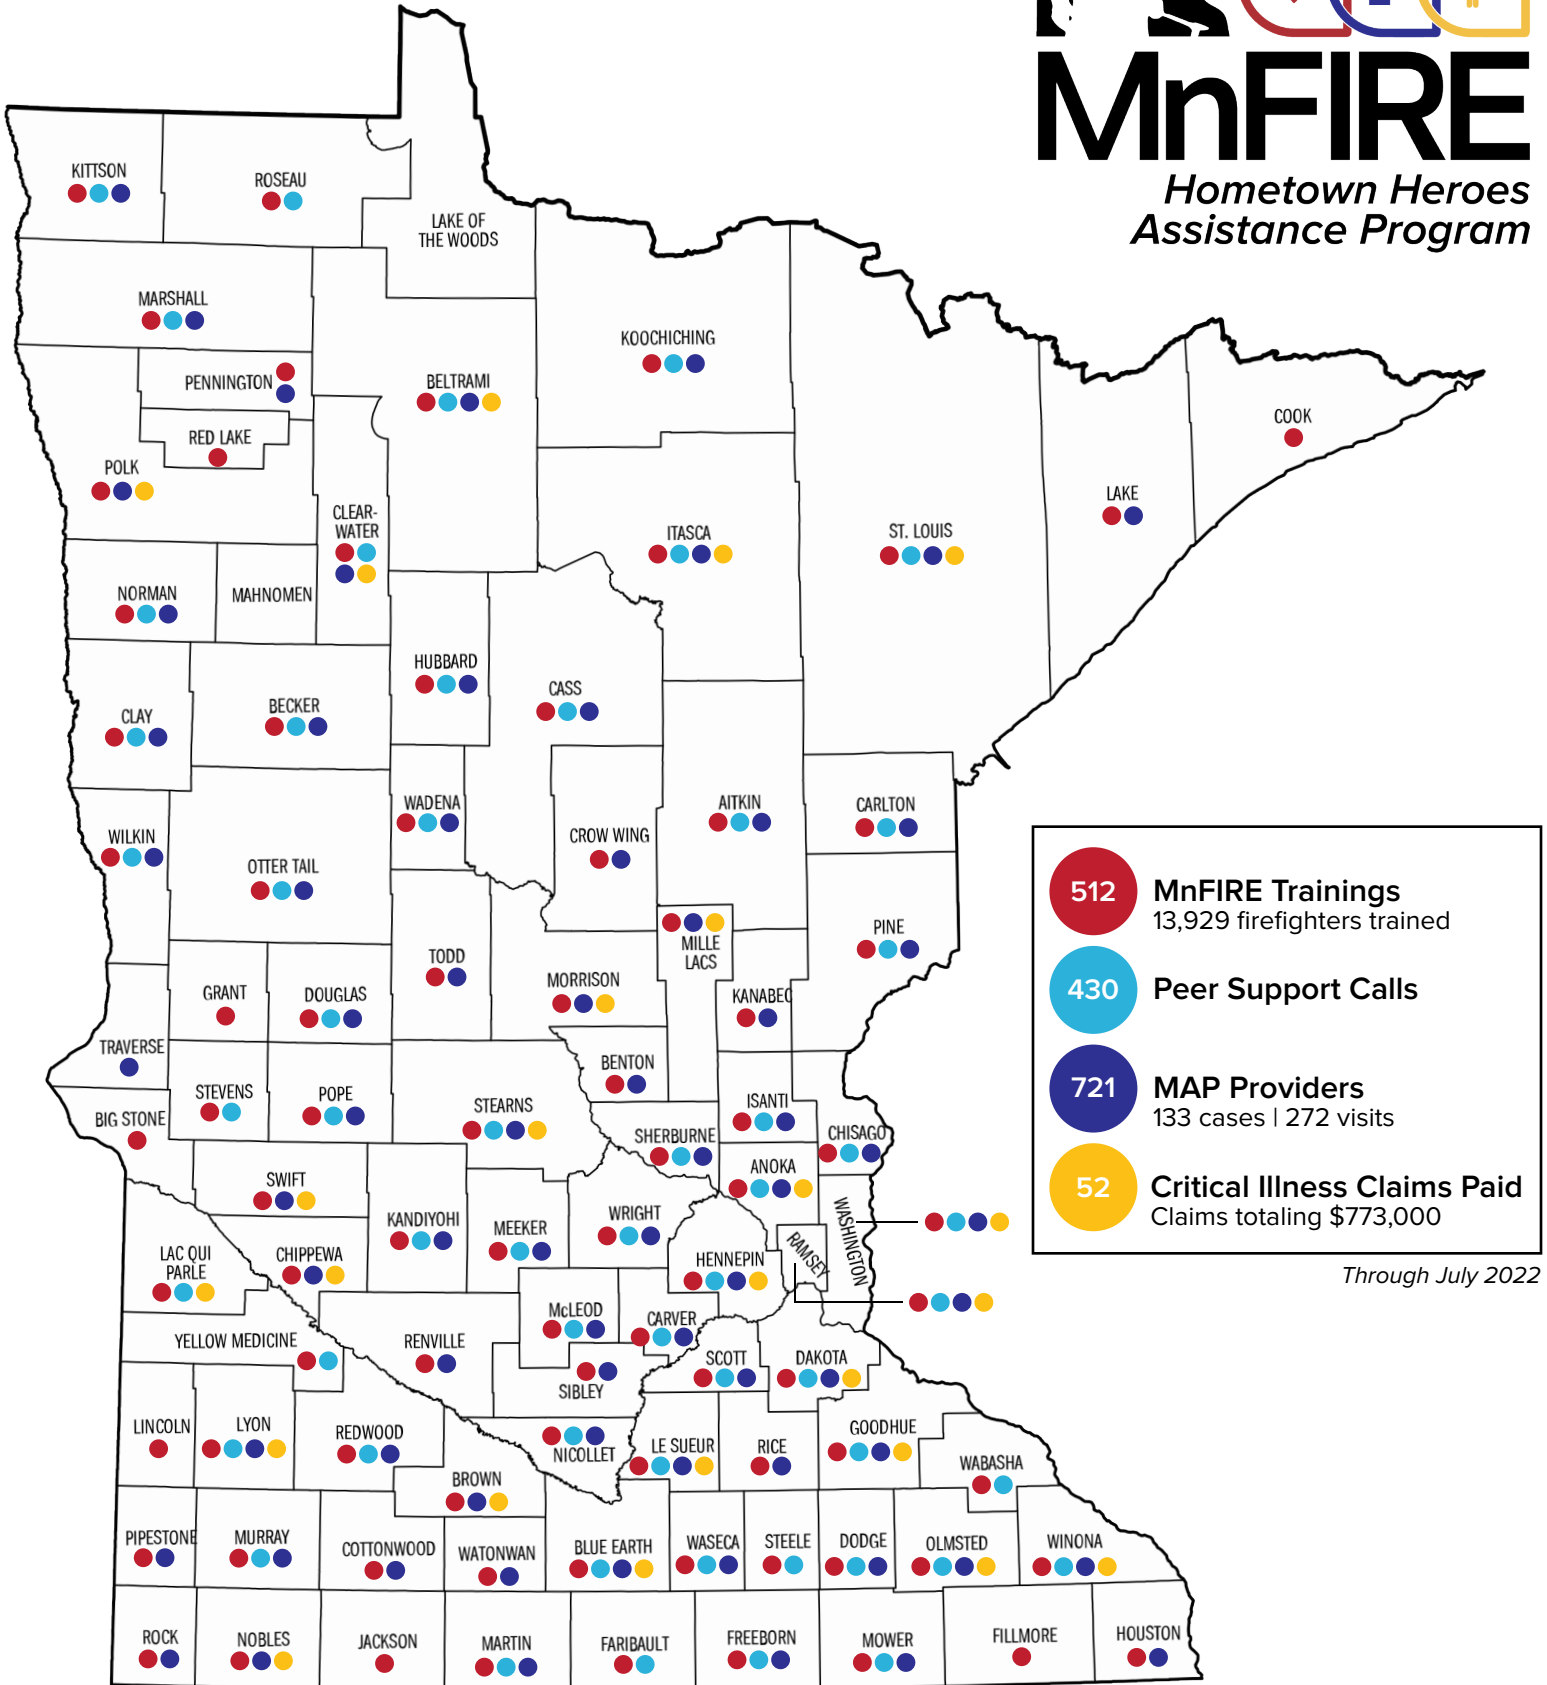 MnFIRE
Hometown Heroes
Assistance Program
KITTSON
ROSEAU
LAKE OF
THE WOODS
MARSHALL
KOOCHICHING
PENNINGTON
BELTRAMI
RED LAKE
COOK
POLK
LAKE
CLEAR-
WATER
ITASCA
ST. LOUIS
NORMAN
MAHNOMEN
HUBBARD
CASS
BECKER
CLAY
WADENA
AITKIN
CARLTON
WILKIN
CROW WING
OTTER TAIL
512
MnFIRE Trainings
13,929 firefighters trained
430
Peer Support Calls
721
MAP Providers
133 cases | 272 visits
52
Critical Illness Claims Paid
Claims totaling $773,000
Through July 2022
PINE
MILLE
LACS
TODD
MORRISON
GRANT
DOUGLAS
KANABEC
TRAVERSE
BENTON
STEVENS
POPE
STEARNS
ISANTI
BIG STONE
SHERBURNE
CHISAGO
ANOKA
SWIFT
KANDIYOHI
MEEKER
WRIGHT
WASHINGTON
RAMSEY
LAC QUI
PARLE
CHIPPEWA
HENNEPIN
McLEOD
CARVER
YELLOW MEDICINE
RENVILLE
SCOTT
DAKOTA
SIBLEY
LINCOLN
LYON
REDWOOD
NICOLLET
LE SUEUR
RICE
GOODHUE
WABASHA
BROWN
PIPESTONE
MURRAY
COTTONWOOD
WATONWAN
BLUE EARTH
WASECA
STEELE
DODGE
OLMSTED
WINONA
ROCK
NOBLES
JACKSON
MARTIN
FARIBAULT
FREEBORN
MOWER
FILLMORE
HOUSTON